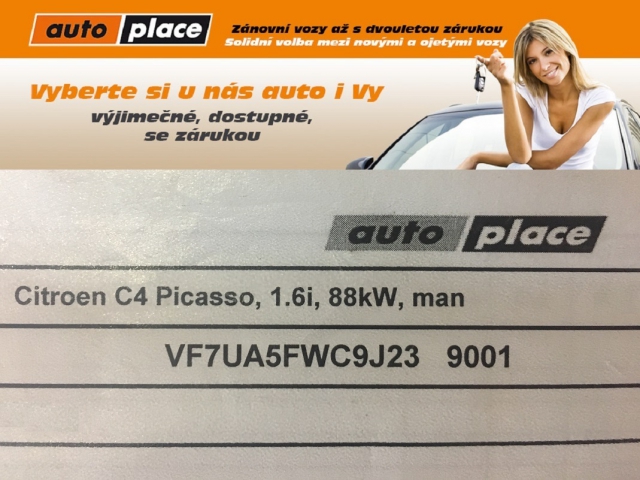 auto place
Zánovní vozy až s dvouletou zárukou
Solidní volba mezi novými a ojetými vozy
Vyberte si u nás auto i Vy
výjimečné, dostupné,
se zárukou
auto place
Citroen C4 Picasso, 1.6i, 88kW, man
VF7UA5FWC9J23 9001